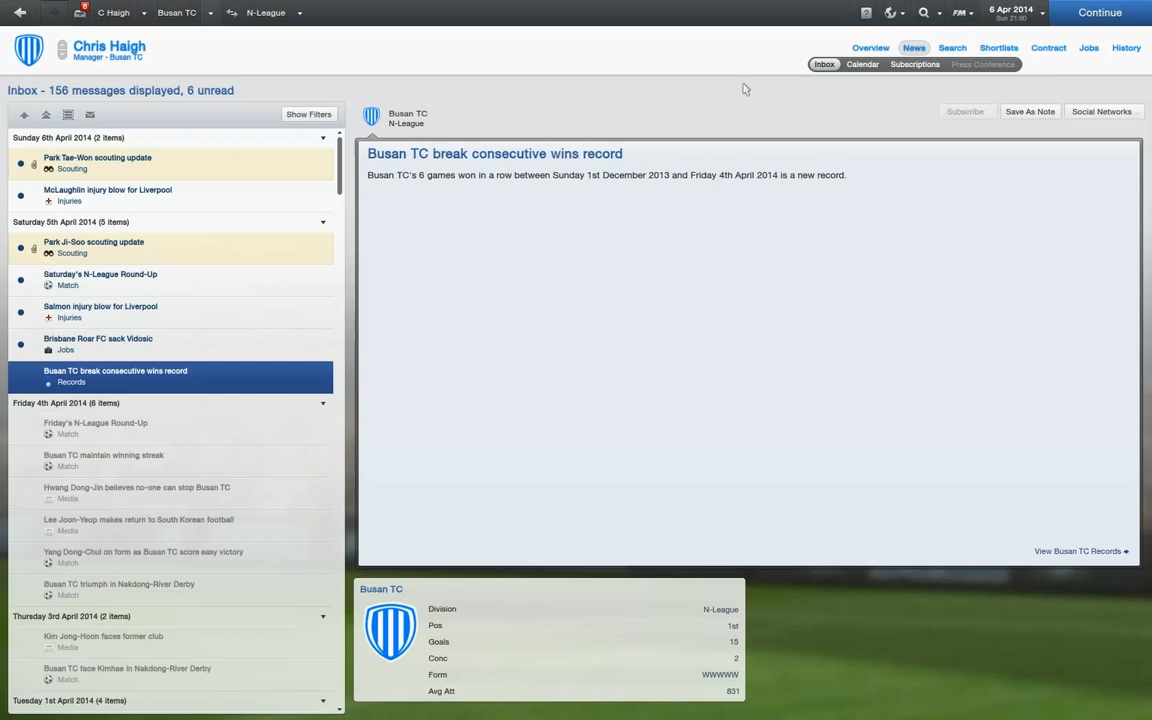 6
C Haigh
Busan TC
N-League
FM
6 Apr 2014
Sun 21:00
Continue
Chris Haigh
Manager - Busan TC
Overview
News
Search
Shortlists
Contract
Jobs
History
Inbox
Calendar
Subscriptions
Press Conference
Inbox - 156 messages displayed, 6 unread
Show Filters
Sunday 6th April 2014 (2 items)
Park Tae-Won scouting update
Scouting
McLaughlin injury blow for Liverpool
Injuries
Saturday 5th April 2014 (5 items)
Park Ji-Soo scouting update
Scouting
Saturday's N-League Round-Up
Match
Salmon injury blow for Liverpool
Injuries
Brisbane Roar FC sack Vidosic
Jobs
Busan TC break consecutive wins record
Records
Friday 4th April 2014 (6 items)
Friday's N-League Round-Up
Match
Busan TC maintain winning streak
Match
Hwang Dong-Jin believes no-one can stop Busan TC
Media
Lee Joon-Yeop makes return to South Korean football
Media
Yang Dong-Chul on form as Busan TC score easy victory
Match
Busan TC triumph in Nakdong-River Derby
Match
Thursday 3rd April 2014 (2 items)
Kim Jong-Hoon faces former club
Media
Busan TC face Kimhae in Nakdong-River Derby
Match
Tuesday 1st April 2014 (4 items)
Busan TC
N-League
Subscribe
Save As Note
Social Networks
Busan TC break consecutive wins record
Busan TC's 6 games won in a row between Sunday 1st December 2013 and Friday 4th April 2014 is a new record.
View Busan TC Records
Busan TC
Division N-League
Pos 1st
Goals 15
Conc 2
Form WWWWW
Avg Att 831